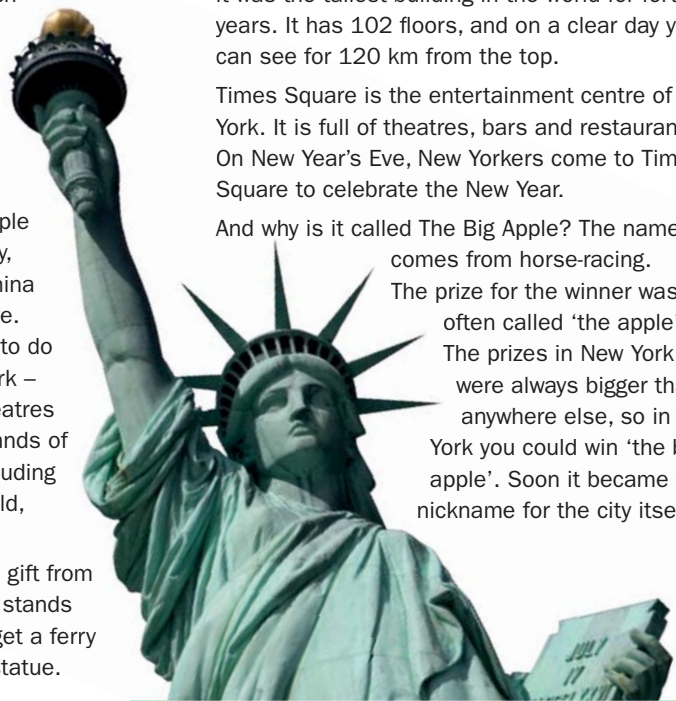 ple
y,
hina
e.
to do
rk –
eatres
ands of
uding
ld,
gift from
stands
get a ferry
statue.
It was the tallest building in the world for
years. It has 102 floors, and on a clear day y
can see for 120 km from the top.
Times Square is the entertainment centre of
York. It is full of theatres, bars and restauran
On New Year’s Eve, New Yorkers come to Tim
Square to celebrate the New Year.
And why is it called The Big Apple? The name
comes from horse-racing.
The prize for the winner was
often called ‘the apple’
The prizes in New York
were always bigger tha
anywhere else, so in
York you could win ‘the b
apple’. Soon it became
nickname for the city itse
JULY
IV